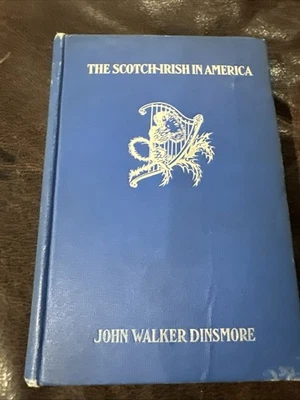 THE SCOTCH-IRISH IN AMERICA
JOHN WALKER DINSMORE